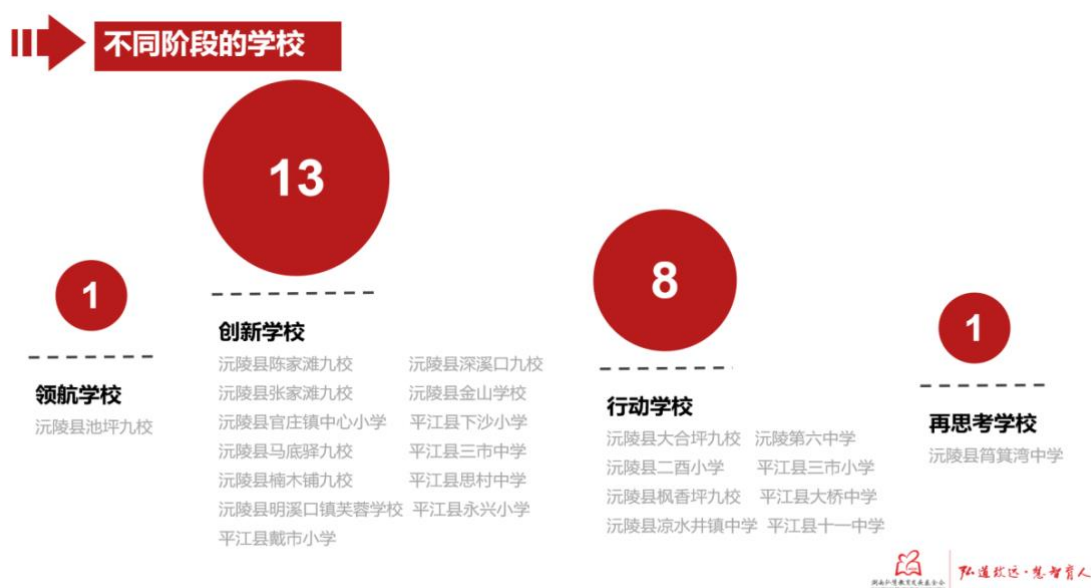 不同阶段的学校
1
领航学校
沅陵县池坪九校
13
创新学校
沅陵县陈家滩九校 沅陵县深溪口九校
沅陵县张家滩九校 沅陵县金山学校
沅陵县官庄镇中心小学 平江县下沙小学
沅陵县马底驿九校 平江县三市中学
沅陵县楠木铺九校 平江县思村中学
沅陵县明溪口镇芙蓉学校 平江县永兴小学
平江县戴市小学
8
行动学校
沅陵县大合坪九校 沅陵第六中学
沅陵县二酉小学 平江县三市小学
沅陵县枫香坪九校 平江县大桥中学
沅陵县凉水井镇中学 平江县十一中学
1
再思考学校
沅陵县筲箕湾中学
湖南弘慧教育发展基金会
弘道致远·慧智育人